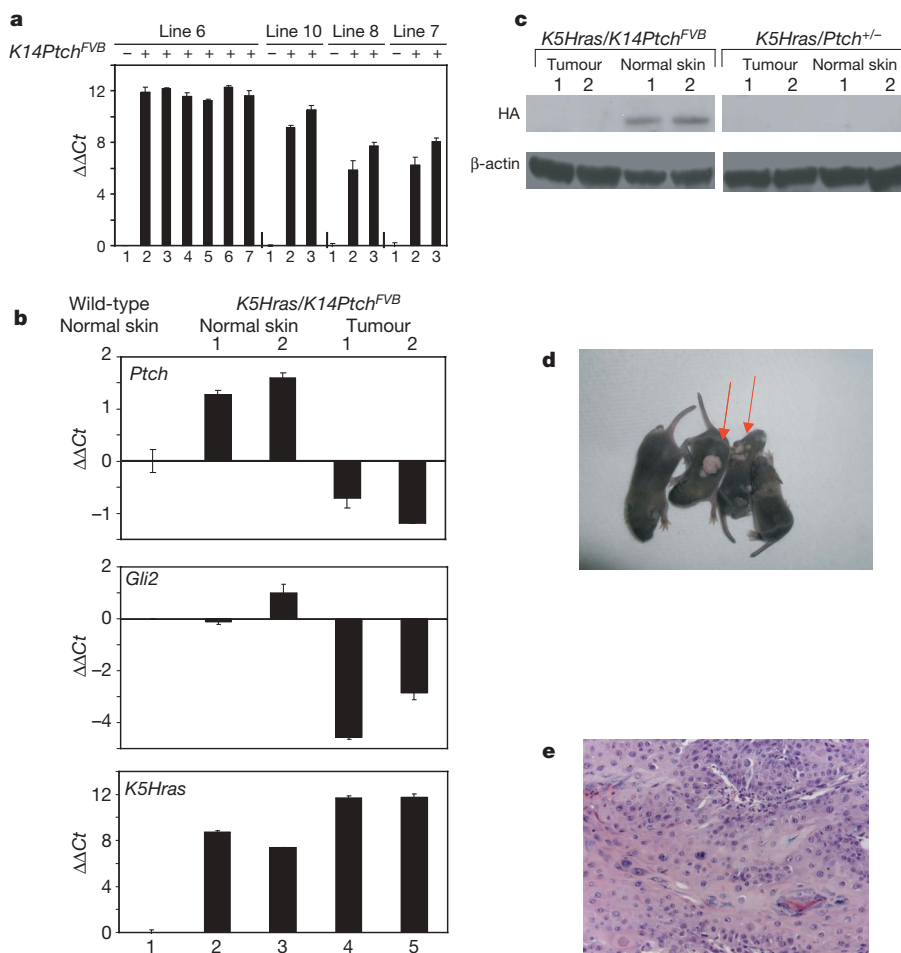 a
Line 6 Line 10 Line 8 Line 7
K14Ptch^FVB – + + + + + + – + + – + + – + +
12
8
4
0
ΔΔCt
1 2 3 4 5 6 7 1 2 3 1 2 3 1 2 3
b
Wild-type K5Hras/K14Ptch^FVB
Normal skin Normal skin Tumour
1 2 1 2
2
1
0
−1
ΔΔCt
Ptch
2
0
−2
−4
ΔΔCt
Gli2
12
8
4
0
ΔΔCt
K5Hras
1 2 3 4 5
c
K5Hras/K14Ptch^FVB K5Hras/Ptch^+/–
Tumour Normal skin Tumour Normal skin
1 2 1 2 1 2 1 2
HA
β-actin
d
e